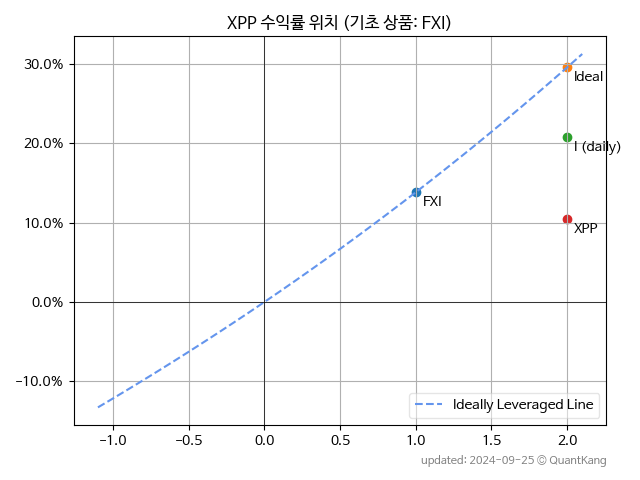 XPP 수익률 위치 (기초 상품: FXI)
30.0%
20.0%
10.0%
0.0%
−10.0%
Ideal
I (daily)
FXI
XPP
Ideally Leveraged Line
−1.0 −0.5 0.0 0.5 1.0 1.5 2.0
updated: 2024-09-25 © QuantKang